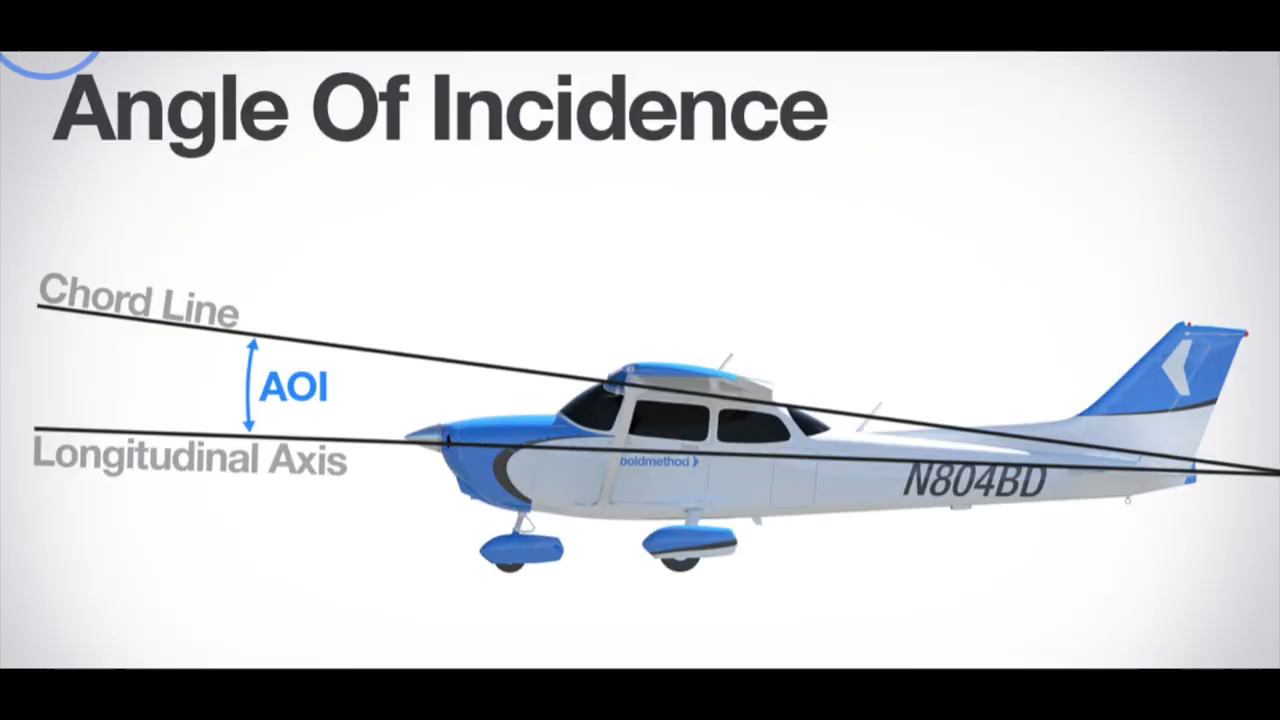 Angle Of Incidence
Chord Line
AOI
Longitudinal Axis
boldmethod
N804BD